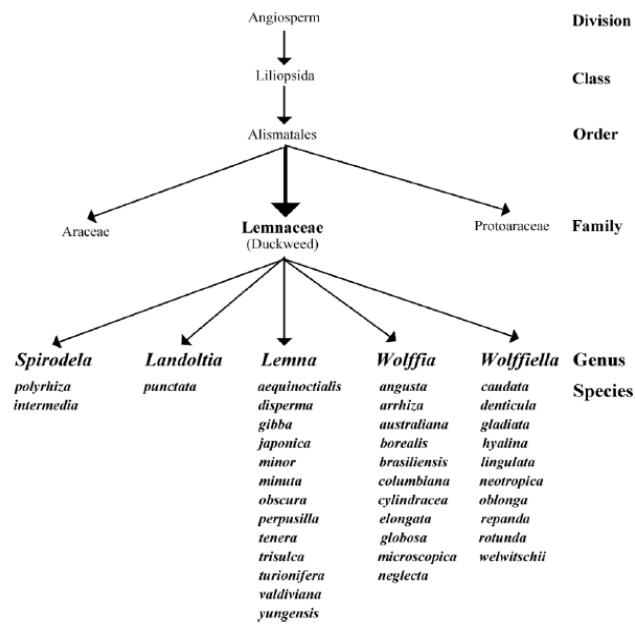 Angiosperm Division
Liliopsida Class
Alismatales Order
Araceae Lemnaceae Protoaraceae Family
(Duckweed)
Spirodela Landoltia Lemna Wolffia Wolffiella Genus
polyrhiza punctata aequinoctialis angusta caudata Species
intermedia disperma arrhiza denticula
gibba australiana gladiata
japonica borealis hyalina
minor brasiliensis lingulata
minuta columbiana neotropica
obscura cylindracea oblonga
perpusilla elongata repanda
tenera globosa rotunda
trisulca microscopica welwitschii
turionifera neglecta
valdiviana
yungensis